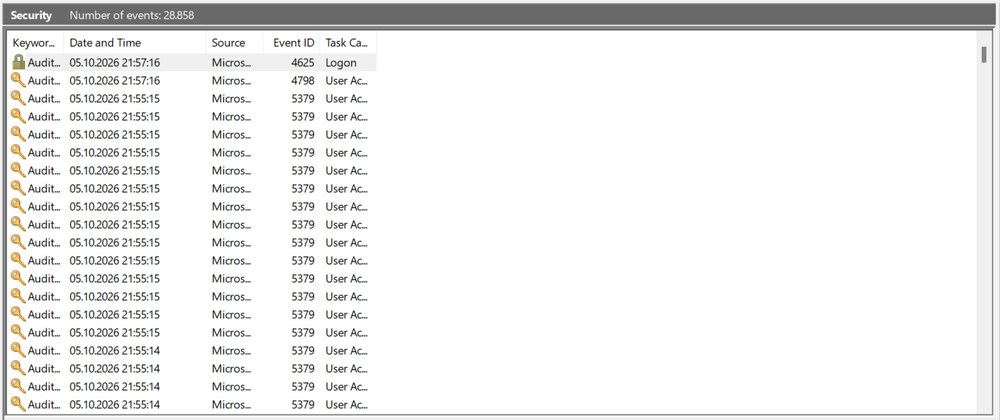 Security Number of events: 28.858
Keywor... Date and Time Source Event ID Task Ca...
Audit... 05.10.2026 21:57:16 Micros... 4625 Logon
Audit... 05.10.2026 21:57:16 Micros... 4798 User Ac...
Audit... 05.10.2026 21:55:15 Micros... 5379 User Ac...
Audit... 05.10.2026 21:55:15 Micros... 5379 User Ac...
Audit... 05.10.2026 21:55:15 Micros... 5379 User Ac...
Audit... 05.10.2026 21:55:15 Micros... 5379 User Ac...
Audit... 05.10.2026 21:55:15 Micros... 5379 User Ac...
Audit... 05.10.2026 21:55:15 Micros... 5379 User Ac...
Audit... 05.10.2026 21:55:15 Micros... 5379 User Ac...
Audit... 05.10.2026 21:55:15 Micros... 5379 User Ac...
Audit... 05.10.2026 21:55:15 Micros... 5379 User Ac...
Audit... 05.10.2026 21:55:15 Micros... 5379 User Ac...
Audit... 05.10.2026 21:55:15 Micros... 5379 User Ac...
Audit... 05.10.2026 21:55:15 Micros... 5379 User Ac...
Audit... 05.10.2026 21:55:15 Micros... 5379 User Ac...
Audit... 05.10.2026 21:55:15 Micros... 5379 User Ac...
Audit... 05.10.2026 21:55:14 Micros... 5379 User Ac...
Audit... 05.10.2026 21:55:14 Micros... 5379 User Ac...
Audit... 05.10.2026 21:55:14 Micros... 5379 User Ac...
Audit... 05.10.2026 21:55:14 Micros... 5379 User Ac...